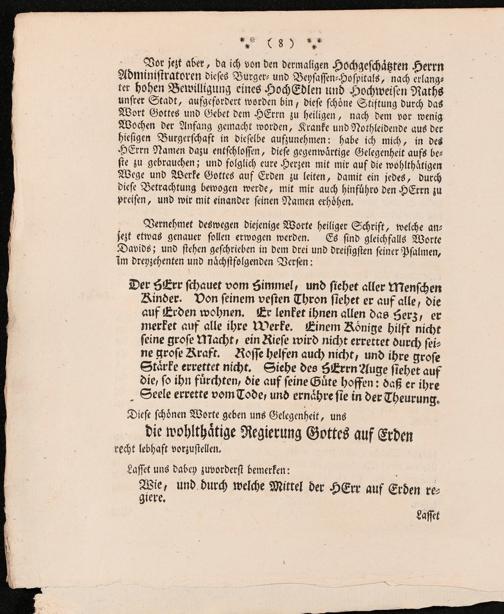 ( 8 )
Vor jezt aber, da ich von den dermaligen Hochgeschätzten Herrn
Administratoren dieses Burger- und Beysassen-Hospitals, nach erlang-
ter hohen Bewilligung eines HochEdlen und Hochweisen Raths
unsrer Stadt, aufgefordert worden bin, diese schöne Stiftung durch das
Wort Gottes und Gebet dem HErrn zu heiligen, nach dem vor wenig
Wochen der Anfang gemacht worden, Kranke und Nothleidende aus der
hiesigen Burgerschaft in dieselbe aufzunehmen: habe ich mich, in des
HErrn Namen dazu entschlossen, diese gegenwärtige Gelegenheit aufs be-
ste zu gebrauchen; und folglich eure Herzen mit mir auf die wohlthätigen
Wege und Werke Gottes auf Erden zu leiten, damit ein jedes, durch
diese Betrachtung bewogen werde, mit mir auch hinführo den HErrn zu
preisen, und wir mit einander seinen Namen erhöhen.
Vernehmet deswegen diejenige Worte heiliger Schrift, welche an-
jezt etwas genauer sollen erwogen werden. Es sind gleichfalls Worte
Davids; und stehen geschrieben in dem drei und dreisigsten seiner Psalmen,
im dreyzehenten und nächstfolgenden Versen:
Der HErr schauet vom Himmel, und siehet aller Menschen
Kinder. Von seinem vesten Thron siehet er auf alle, die
auf Erden wohnen. Er lenket ihnen allen das Herz, er
merket auf alle ihre Werke. Einem Könige hilft nicht
seine grose Macht, ein Riese wird nicht errettet durch sei-
ne grose Kraft. Rosse helfen auch nicht, und ihre grose
Stärke errettet nicht. Siehe des HErrn Auge siehet auf
die, so ihn fürchten, die auf seine Güte hoffen: daß er ihre
Seele errette vom Tode, und ernähre sie in der Theurung.
Diese schönen Worte geben uns Gelegenheit, uns
die wohlthätige Regierung Gottes auf Erden
recht lebhaft vorzustellen.
Lasset uns dabey zuvorderst bemerken:
Wie, und durch welche Mittel der HErr auf Erden re-
giere.
Lasset